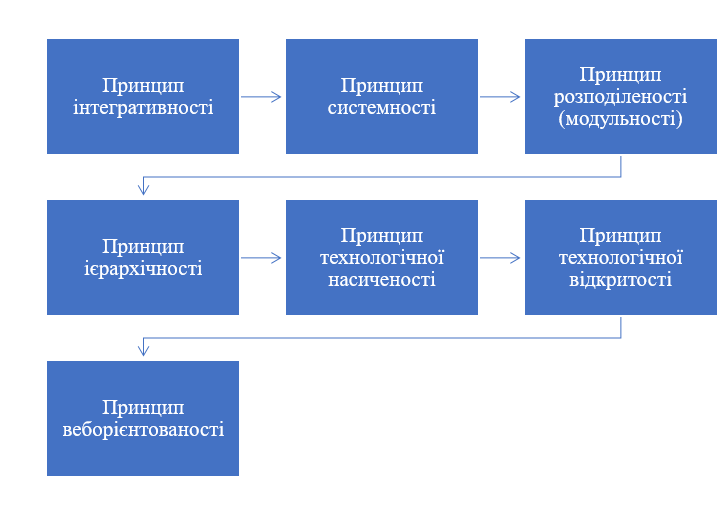 Принцип
інтегративності
Принцип
системності
Принцип
розподіленості
(модульності)
Принцип
ієрархічності
Принцип
технологічної
насиченості
Принцип
технологічної
відкритості
Принцип
веборієнтованості